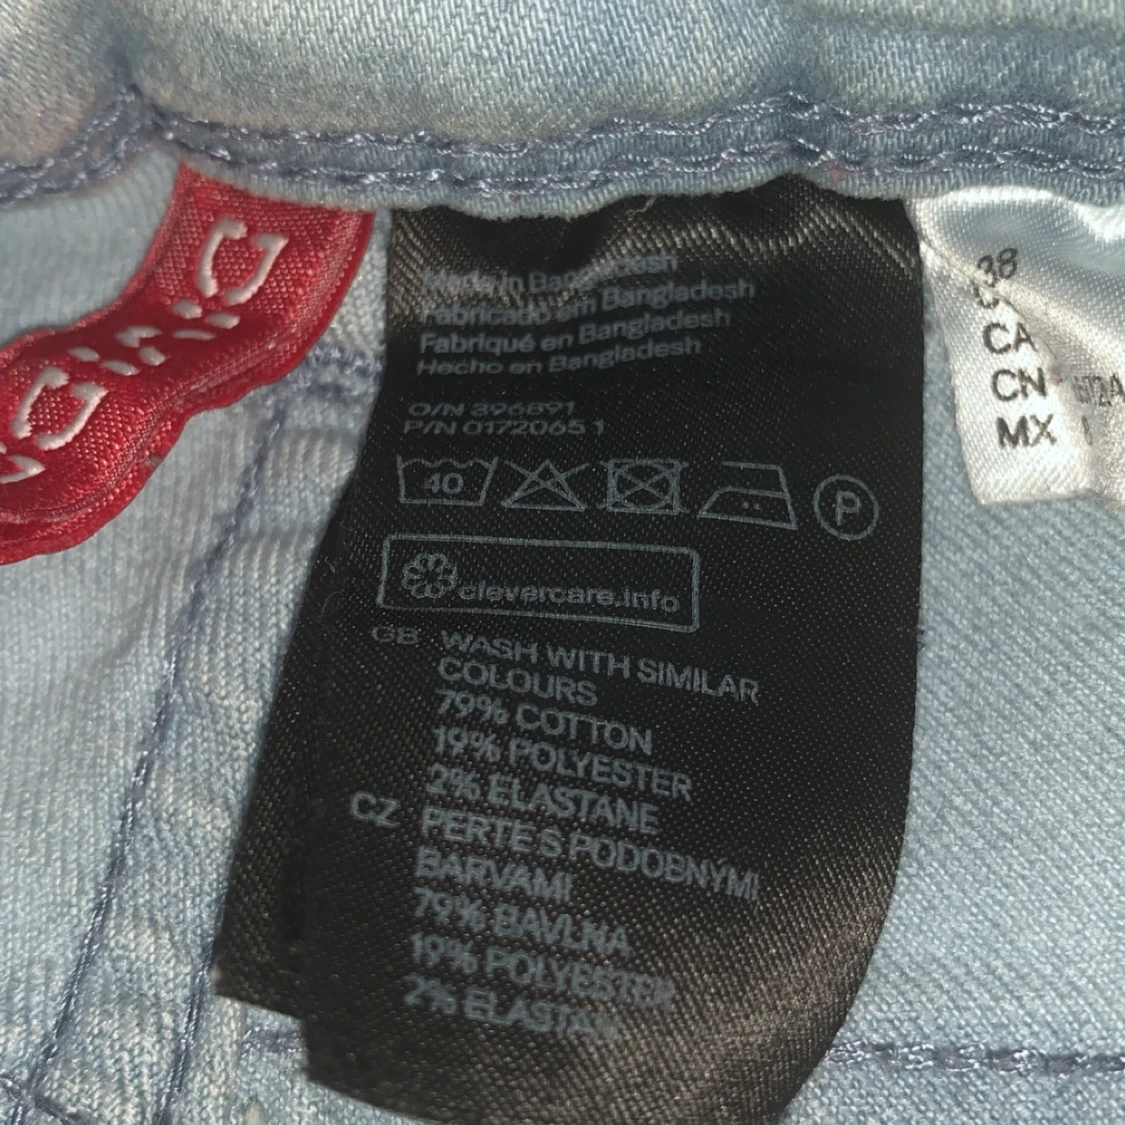 Made in Bangladesh
Fabricado em Bangladesh
Fabriqué en Bangladesh
Hecho en Bangladesh
O/N 396891
P/N 0172065 1
40
P
clevercare.info
GB WASH WITH SIMILAR
COLOURS
79% COTTON
19% POLYESTER
2% ELASTANE
CZ PERTE S PODOBNÝMI
BARVAMI
79% BAVLNA
19% POLYESTER
2% ELASTAN
38
CA
CN
MX